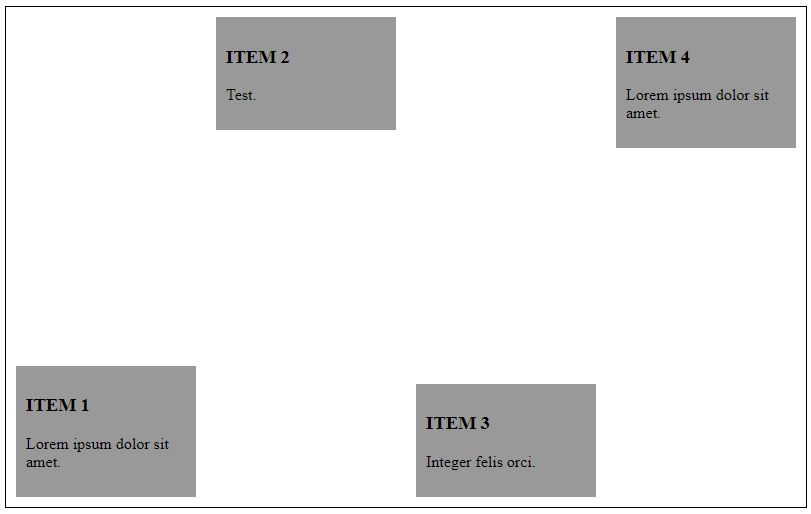 ITEM 1
Lorem ipsum dolor sit
amet.
ITEM 2
Test.
ITEM 3
Integer felis orci.
ITEM 4
Lorem ipsum dolor sit
amet.